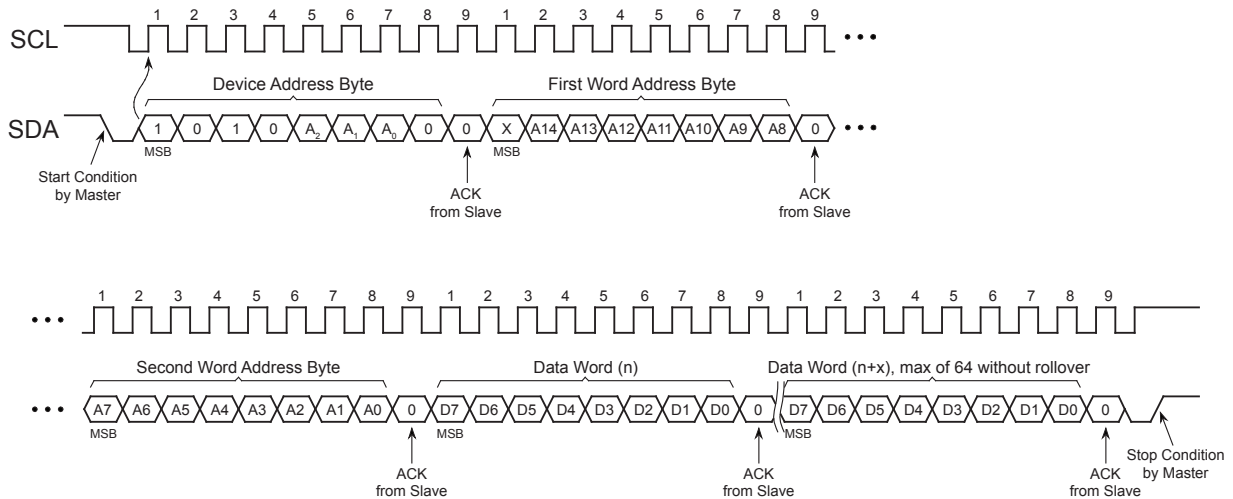 1 2 3 4 5 6 7 8 9 1 2 3 4 5 6 7 8 9
SCL
Device Address Byte First Word Address Byte
SDA 1 0 1 0 A2 A1 A0 0 0 X A14 A13 A12 A11 A10 A9 A8 0
MSB MSB
Start Condition
by Master
ACK
from Slave
ACK
from Slave
1 2 3 4 5 6 7 8 9 1 2 3 4 5 6 7 8 9 1 2 3 4 5 6 7 8 9
Second Word Address Byte Data Word (n) Data Word (n+x), max of 64 without rollover
A7 A6 A5 A4 A3 A2 A1 A0 0 D7 D6 D5 D4 D3 D2 D1 D0 0 D7 D6 D5 D4 D3 D2 D1 D0 0
MSB MSB MSB
ACK
from Slave
ACK
from Slave
ACK
from Slave
Stop Condition
by Master